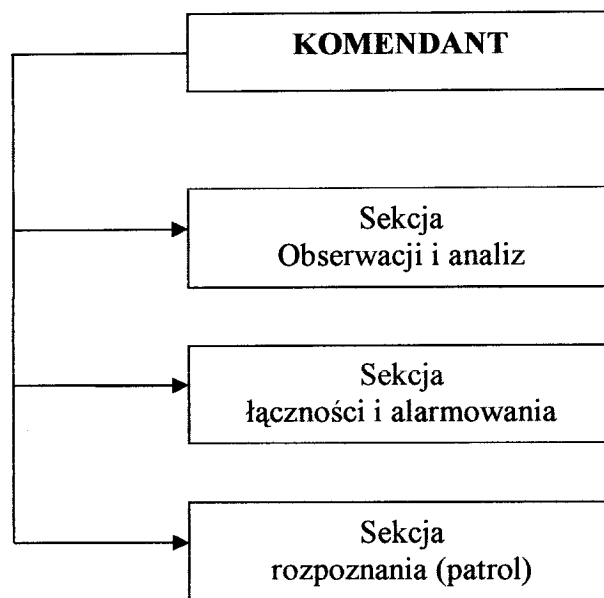 KOMENDANT
Sekcja
Obserwacji i analiz
Sekcja
łączności i alarmowania
Sekcja
rozpoznania (patrol)